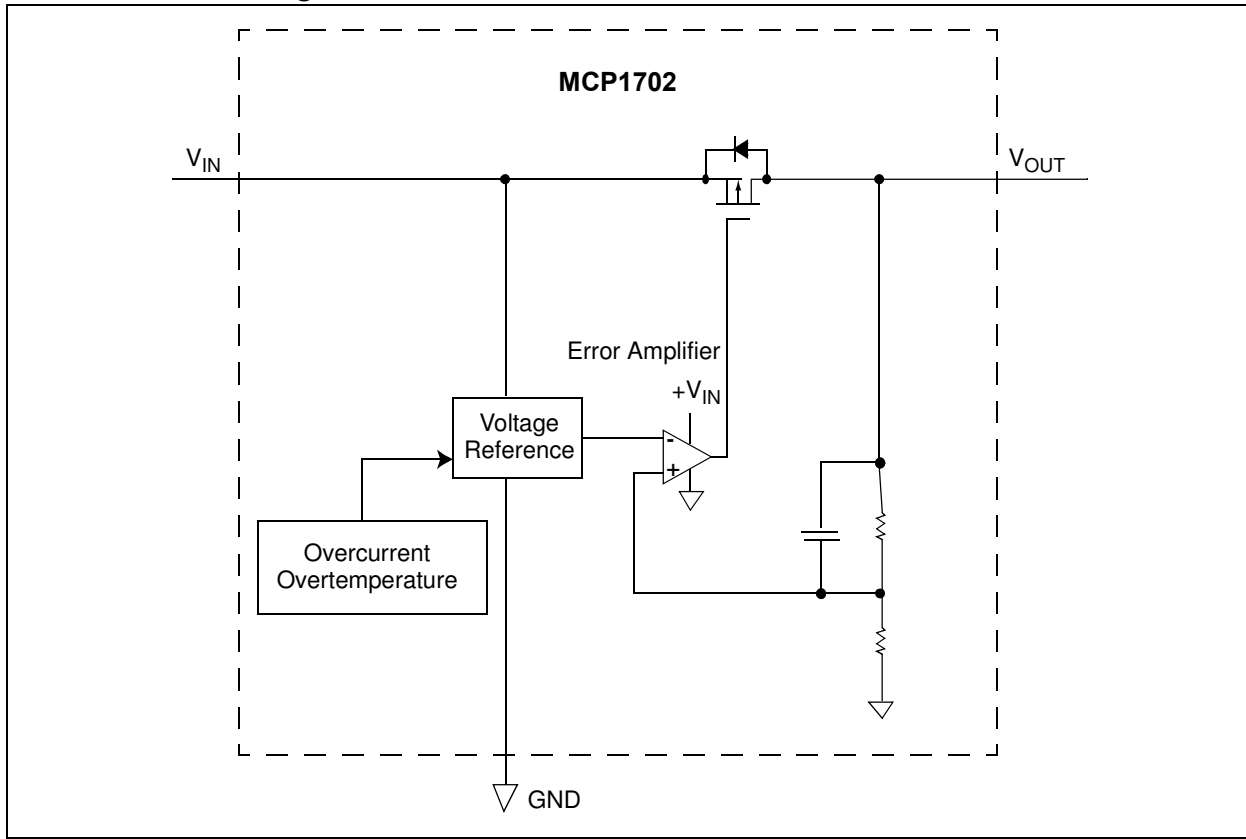 MCP1702
VIN
VOUT
Error Amplifier
+VIN
Voltage
Reference
-
+
Overcurrent
Overtemperature
GND